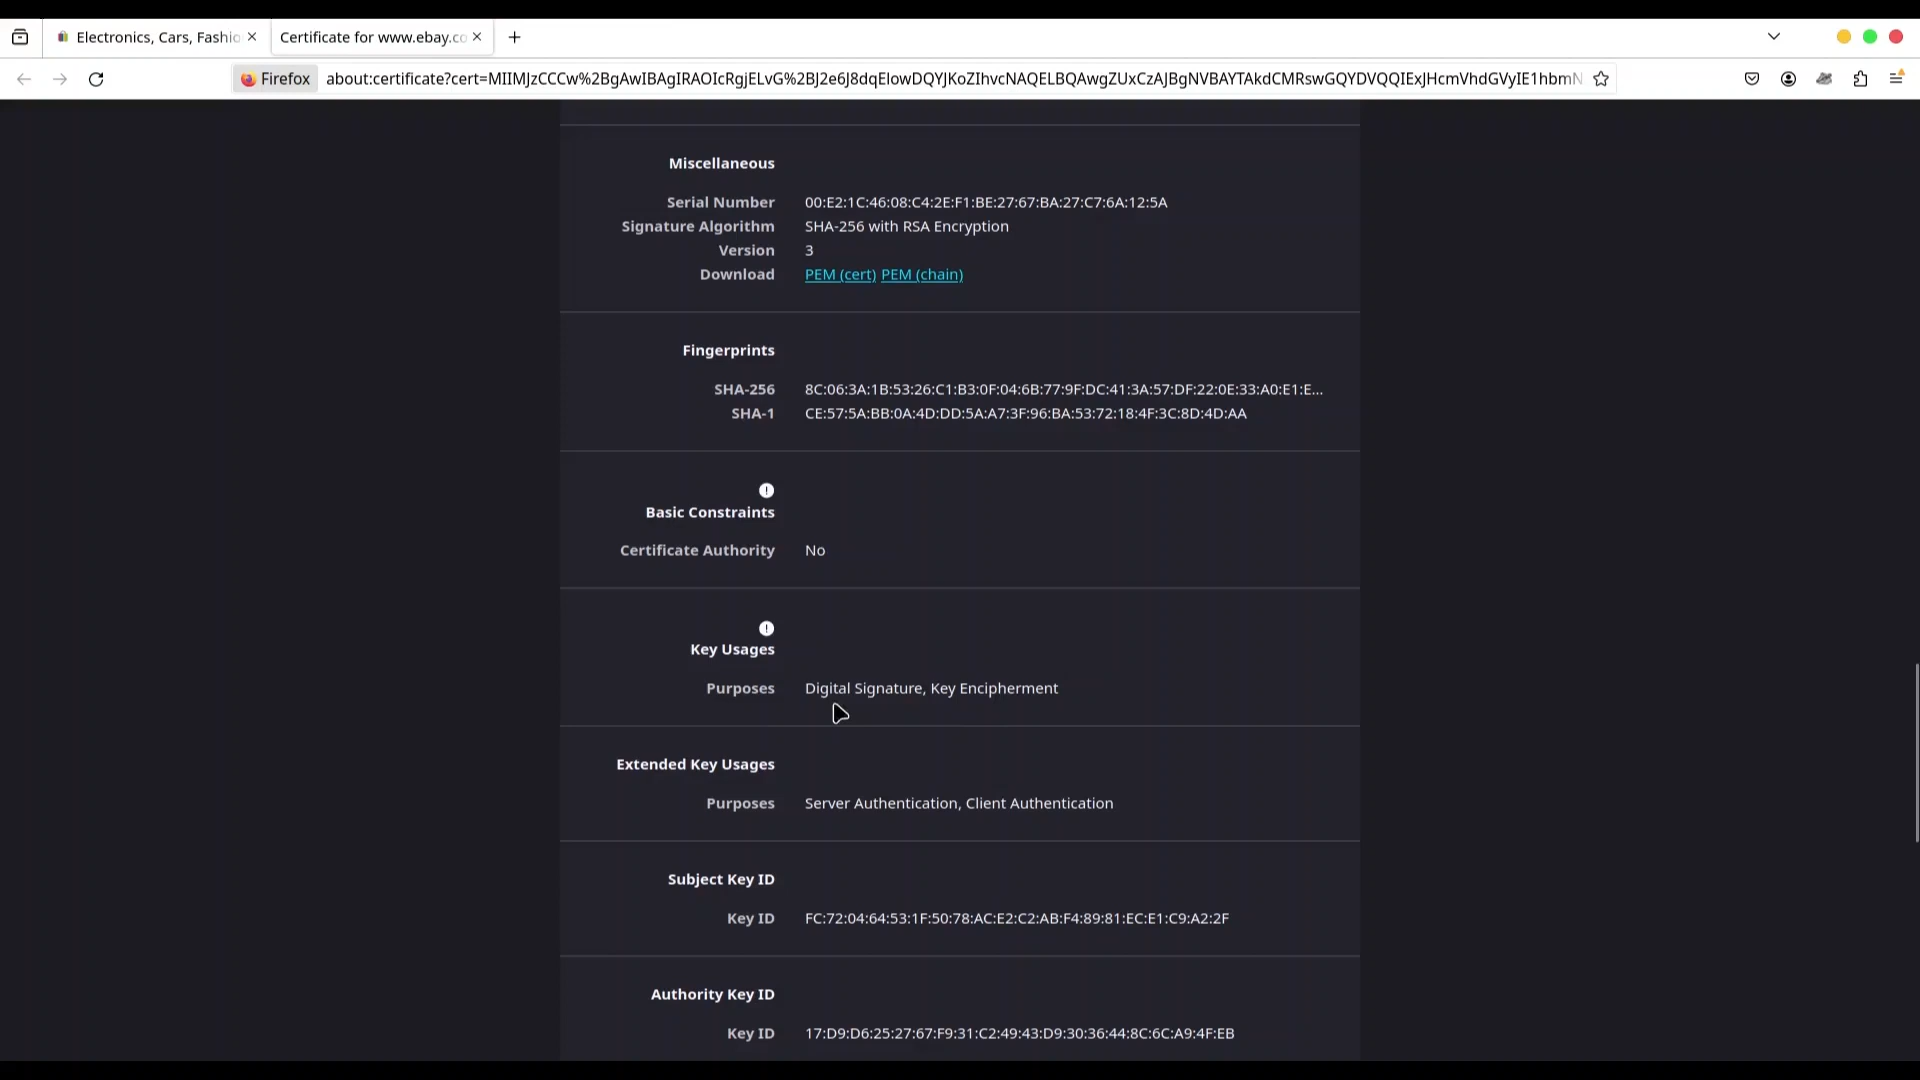 Electronics, Cars, Fashio
Certificate for www.ebay.co
Firefox
about:certificate?cert=MIIMJzCCCw%2BgAwIBAgIRAOIcRgjELvG%2BJ2e6J8dqElowDQYJKoZIhvcNAQELBQAwgZUxCzAJBgNVBAYTAkdCMRswGQYDVQQIExJHcmVhdGVyIE1hbmN
Miscellaneous
Serial Number 00:E2:1C:46:08:C4:2E:F1:BE:27:67:BA:27:C7:6A:12:5A
Signature Algorithm SHA-256 with RSA Encryption
Version 3
Download PEM (cert) PEM (chain)
Fingerprints
SHA-256 8C:06:3A:1B:53:26:C1:B3:0F:04:6B:77:9F:DC:41:3A:57:DF:22:0E:33:A0:E1:E...
SHA-1 CE:57:5A:BB:0A:4D:DD:5A:A7:3F:96:BA:53:72:18:4F:3C:8D:4D:AA
Basic Constraints
Certificate Authority No
Key Usages
Purposes Digital Signature, Key Encipherment
Extended Key Usages
Purposes Server Authentication, Client Authentication
Subject Key ID
Key ID FC:72:04:64:53:1F:50:78:AC:E2:C2:AB:F4:89:81:EC:E1:C9:A2:2F
Authority Key ID
Key ID 17:D9:D6:25:27:67:F9:31:C2:49:43:D9:30:36:44:8C:6C:A9:4F:EB